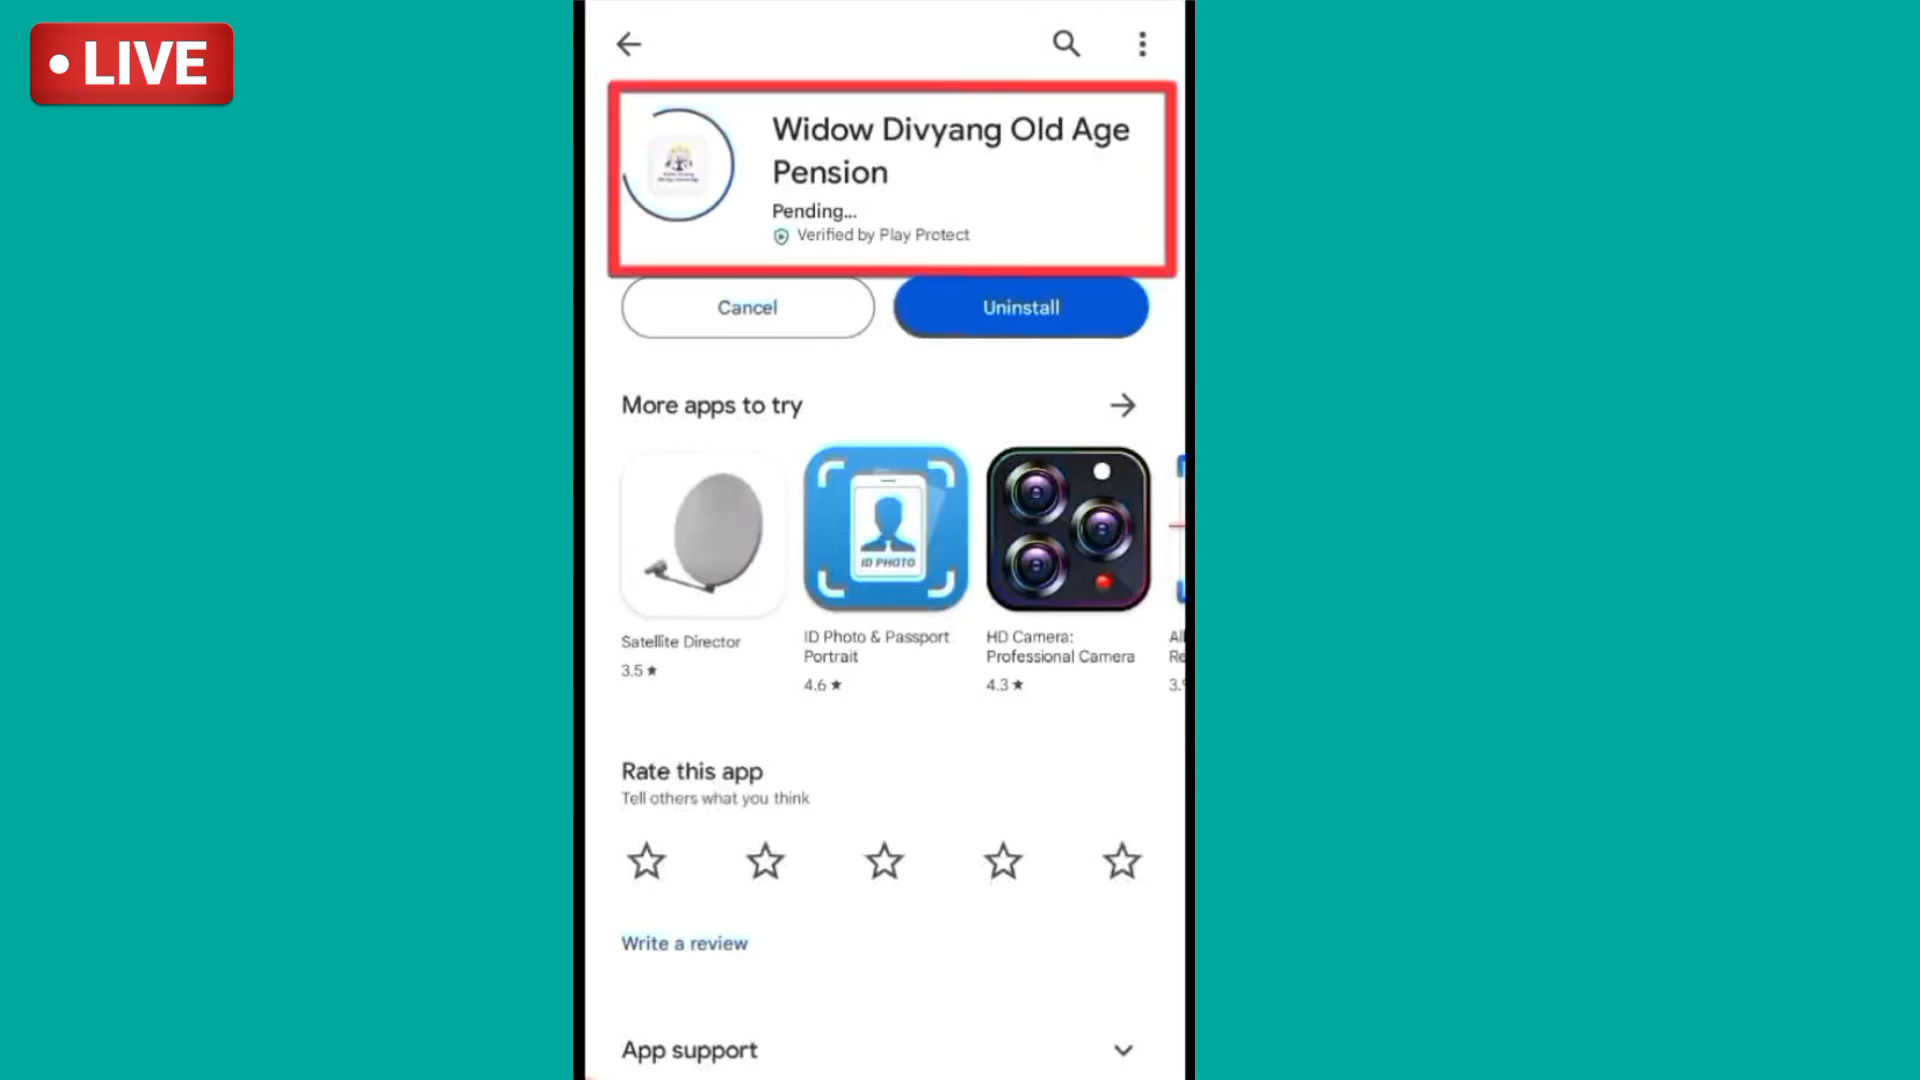 LIVE
Widow Divyang Old Age
Pension
Pending...
Verified by Play Protect
Cancel
Uninstall
More apps to try
ID PHOTO
Satellite Director
3.5★
ID Photo & Passport
Portrait
4.6★
HD Camera:
Professional Camera
4.3★
Rate this app
Tell others what you think
Write a review
App support